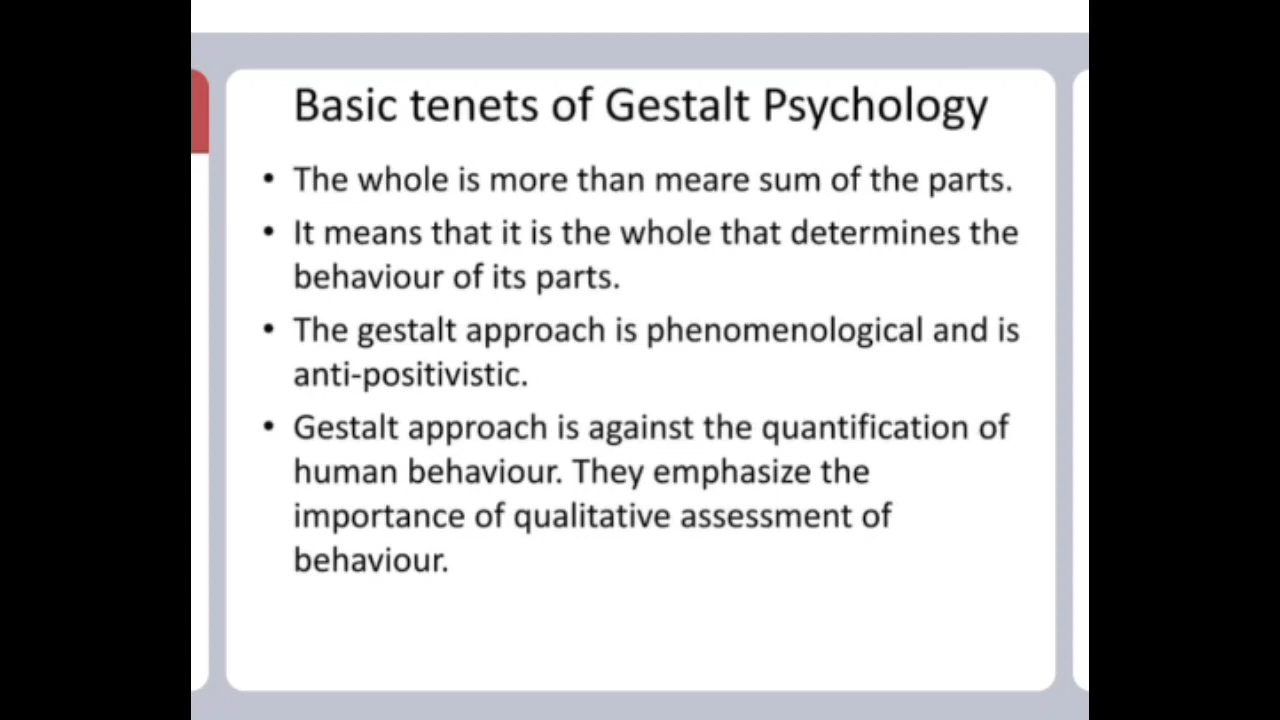 Basic tenets of Gestalt Psychology
• The whole is more than meare sum of the parts.
• It means that it is the whole that determines the
behaviour of its parts.
• The gestalt approach is phenomenological and is
anti-positivistic.
• Gestalt approach is against the quantification of
human behaviour. They emphasize the
importance of qualitative assessment of
behaviour.